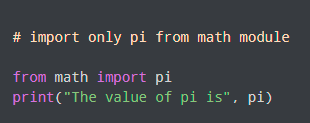 # import only pi from math module
from math import pi
print("The value of pi is", pi)